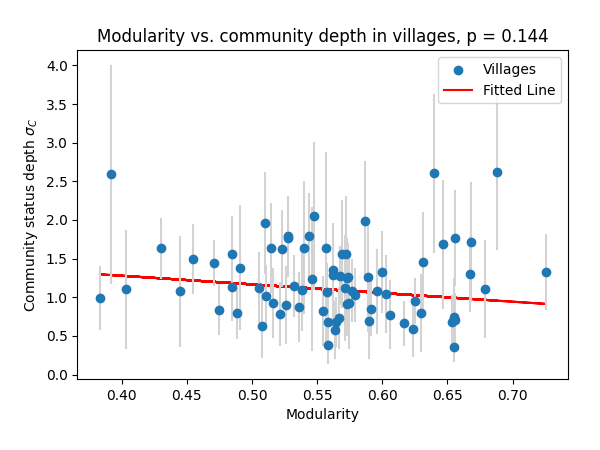 Modularity vs. community depth in villages, p = 0.144
Villages
Fitted Line
Community status depth σ_C
4.0
3.5
3.0
2.5
2.0
1.5
1.0
0.5
0.0
0.40 0.45 0.50 0.55 0.60 0.65 0.70
Modularity